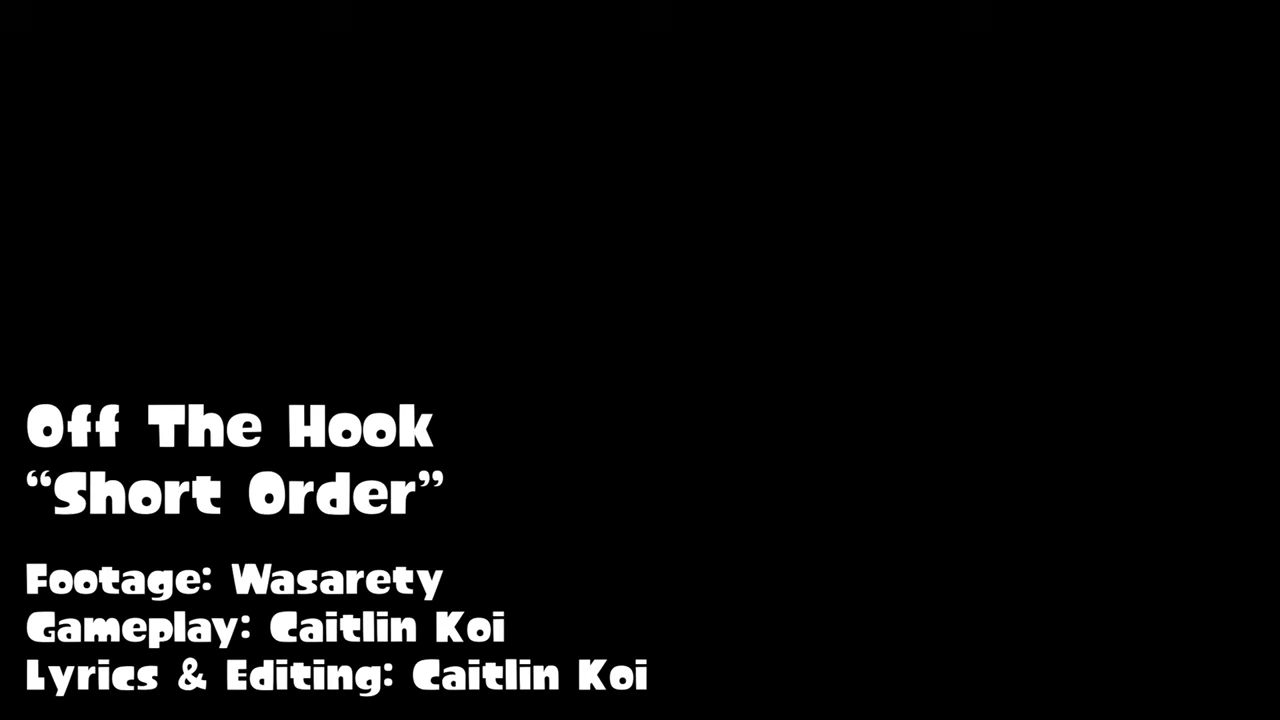 Off The Hook
“Short Order”
Footage: Wasarety
Gameplay: Caitlin Koi
Lyrics & Editing: Caitlin Koi